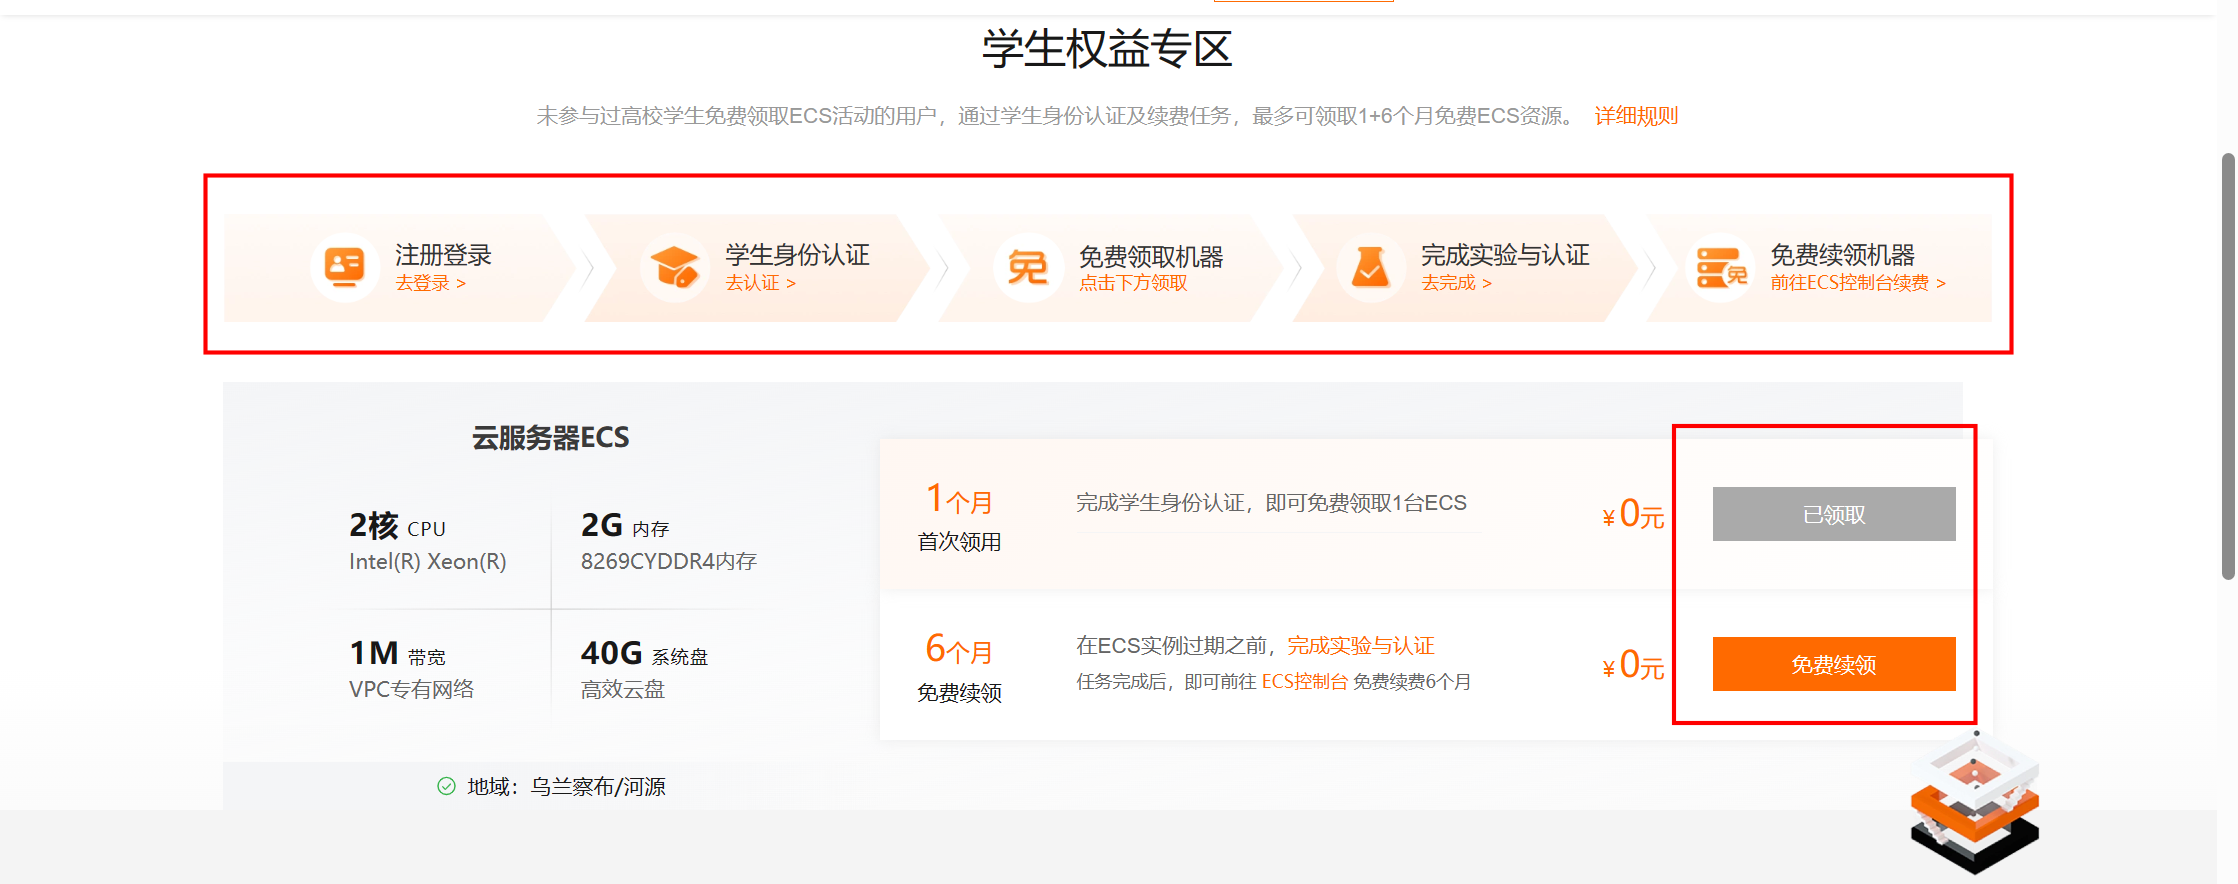 学生权益专区
未参与过高校学生免费领取ECS活动的用户，通过学生身份认证及续费任务，最多可领取1+6个月免费ECS资源。 详细规则
注册登录
去登录 >
学生身份认证
去认证 >
免
免费领取机器
点击下方领取
完成实验与认证
去完成 >
免
免费续领机器
前往ECS控制台续费 >
云服务器ECS
2核 CPU
Intel(R) Xeon(R)
2G 内存
8269CYDDR4内存
1M 带宽
VPC专有网络
40G 系统盘
高效云盘
地域：乌兰察布/河源
1个月
首次领用
完成学生身份认证，即可免费领取1台ECS
¥0元
已领取
6个月
免费续领
在ECS实例过期之前，完成实验与认证
任务完成后，即可前往 ECS控制台 免费续费6个月
¥0元
免费续领